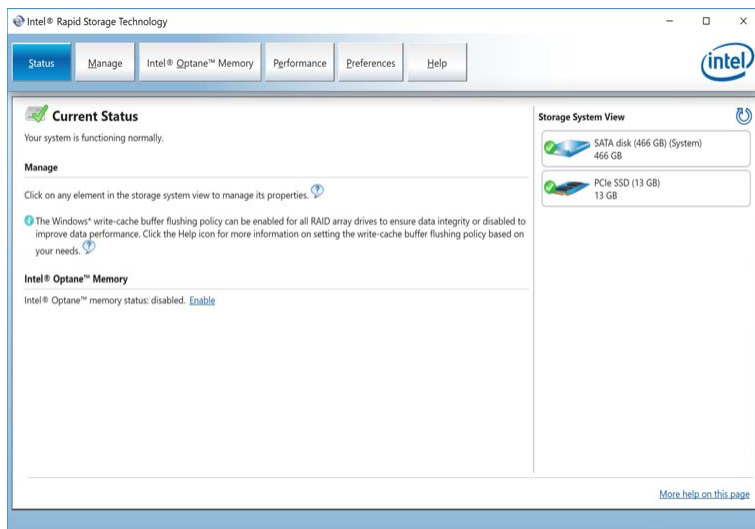 Intel® Rapid Storage Technology
Status
Manage
Intel® Optane™ Memory
Performance
Preferences
Help
intel
Current Status
Your system is functioning normally.
Manage
Click on any element in the storage system view to manage its properties.
The Windows* write-cache buffer flushing policy can be enabled for all RAID array drives to ensure data integrity or disabled to
improve data performance. Click the Help icon for more information on setting the write-cache buffer flushing policy based on
your needs.
Intel® Optane™ Memory
Intel® Optane™ memory status: disabled. Enable
Storage System View
SATA disk (466 GB) (System)
466 GB
PCIe SSD (13 GB)
13 GB
More help on this page